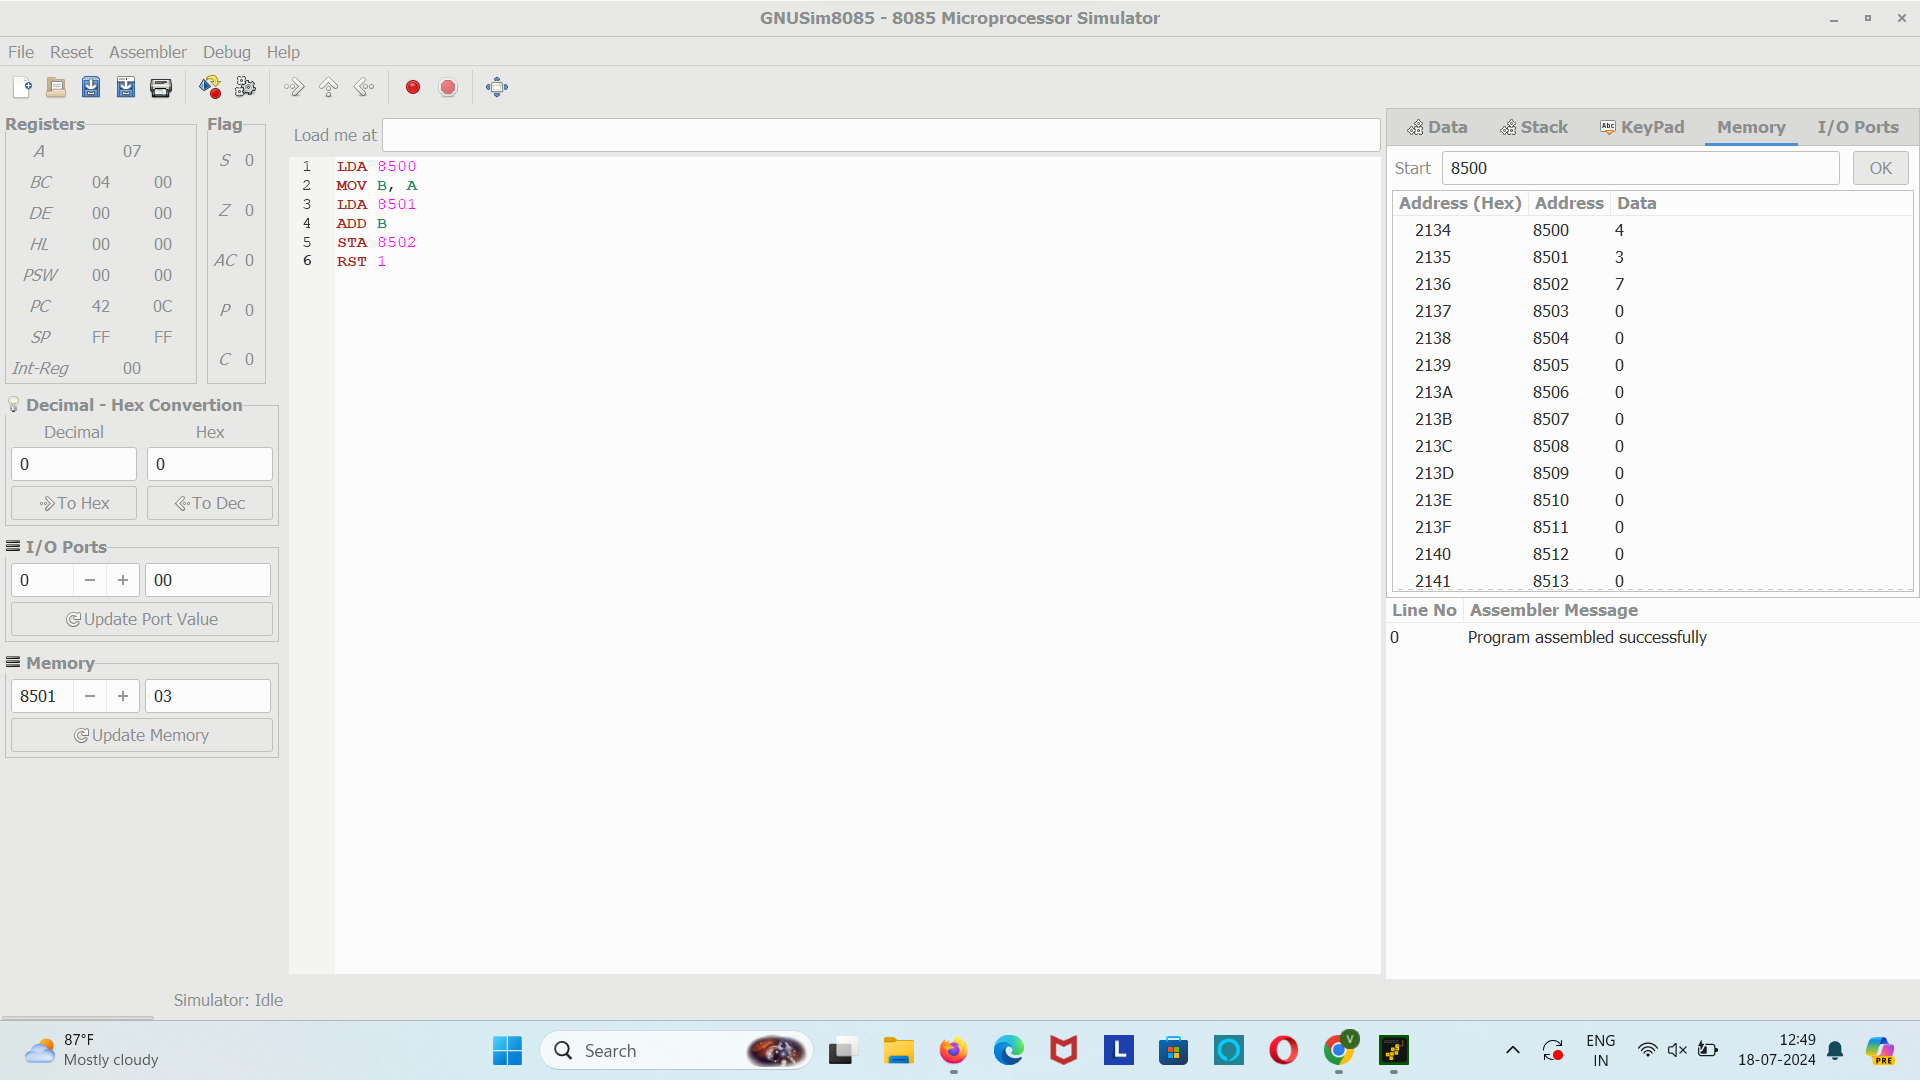 GNUSim8085 - 8085 Microprocessor Simulator
File Reset Assembler Debug Help
Registers
A 07
BC 04 00
DE 00 00
HL 00 00
PSW 00 00
PC 42 0C
SP FF FF
Int-Reg 00
Flag
S 0
Z 0
AC 0
P 0
C 0
Decimal - Hex Convertion
Decimal Hex
0 0
To Hex To Dec
I/O Ports
0 − + 00
Update Port Value
Memory
8501 − + 03
Update Memory
Load me at
1 LDA 8500
2 MOV B, A
3 LDA 8501
4 ADD B
5 STA 8502
6 RST 1
Data Stack Abc KeyPad Memory I/O Ports
Start 8500 OK
Address (Hex) Address Data
2134 8500 4
2135 8501 3
2136 8502 7
2137 8503 0
2138 8504 0
2139 8505 0
213A 8506 0
213B 8507 0
213C 8508 0
213D 8509 0
213E 8510 0
213F 8511 0
2140 8512 0
2141 8513 0
Line No Assembler Message
0 Program assembled successfully
Simulator: Idle
87°F
Mostly cloudy
Search
L
V
ENG
IN
12:49
18-07-2024
PRE